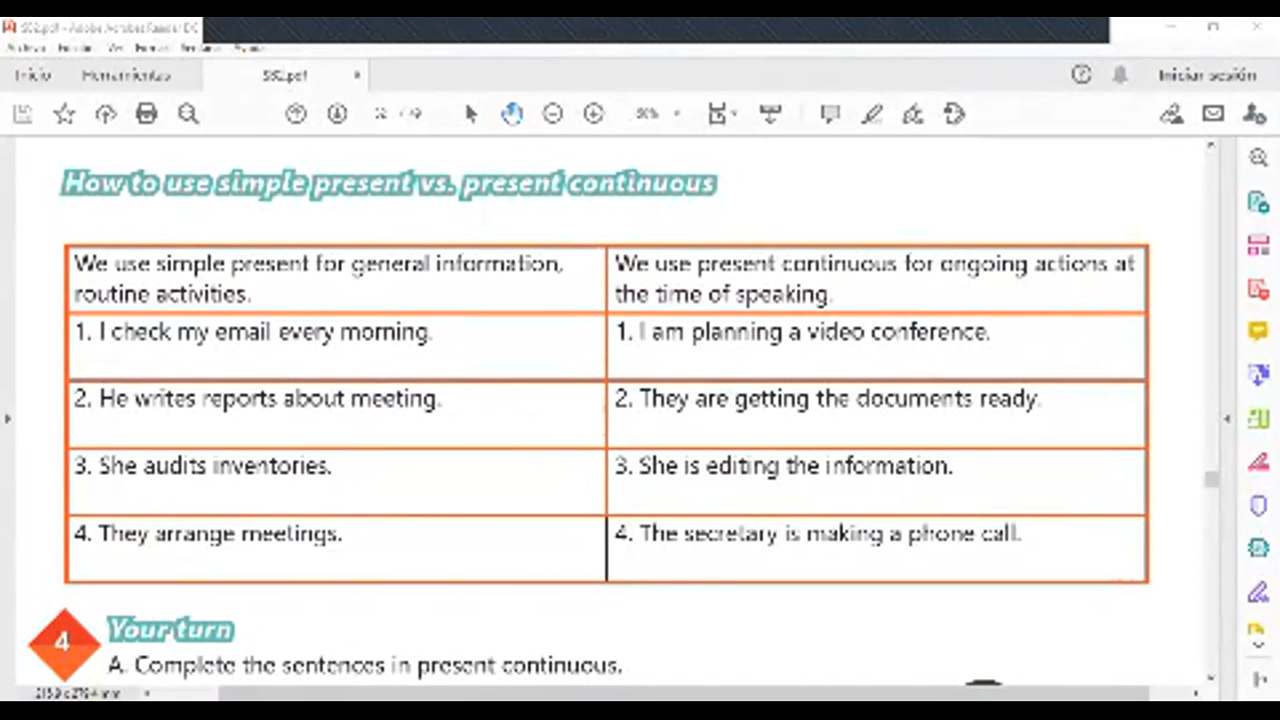 Inicio
Herramientas
SB2.pdf
Iniciar sesión
How to use simple present vs. present continuous
We use simple present for general information,
routine activities.
We use present continuous for ongoing actions at
the time of speaking.
1. I check my email every morning.
1. I am planning a video conference.
2. He writes reports about meeting.
2. They are getting the documents ready.
3. She audits inventories.
3. She is editing the information.
4. They arrange meetings.
4. The secretary is making a phone call.
4
Your turn
A. Complete the sentences in present continuous.